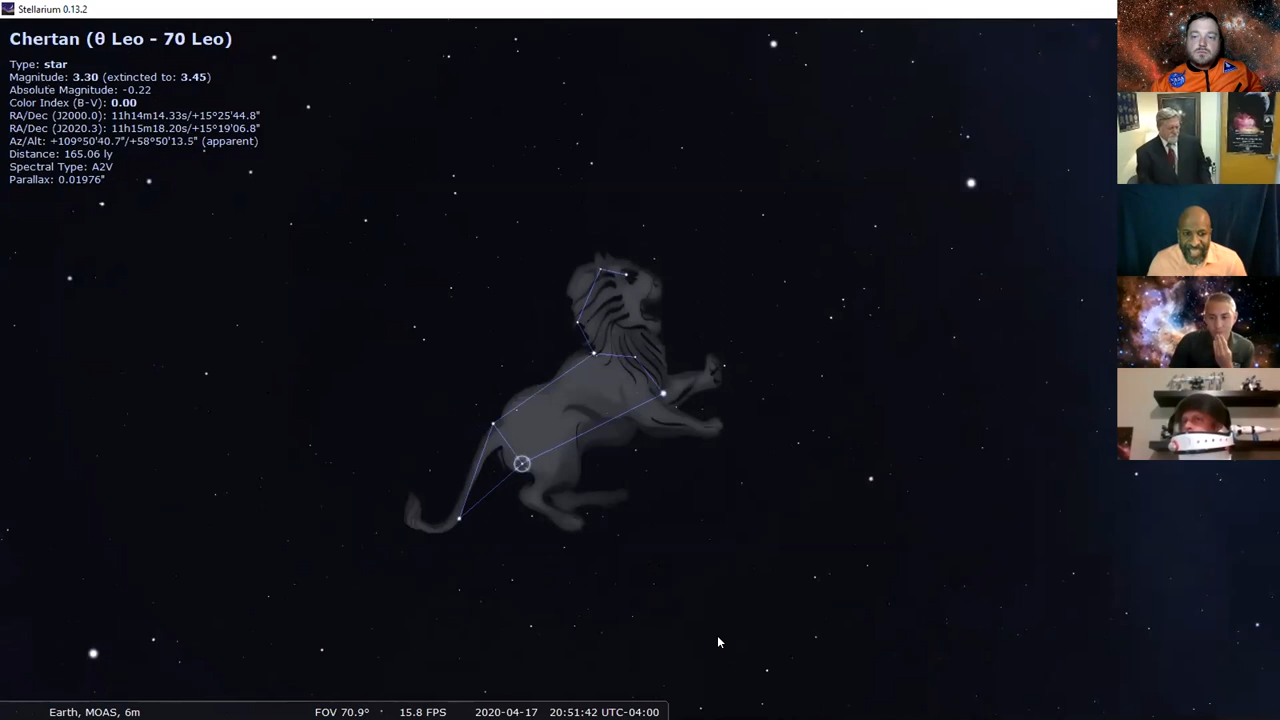 Stellarium 0.13.2
Chertan (θ Leo - 70 Leo)
Type: star
Magnitude: 3.30 (extincted to: 3.45)
Absolute Magnitude: -0.22
Color Index (B-V): 0.00
RA/Dec (J2000.0): 11h14m14.33s/+15°25'44.8"
RA/Dec (J2020.3): 11h15m18.20s/+15°19'06.8"
Az/Alt: +109°50'40.7"/+58°50'13.5" (apparent)
Distance: 165.06 ly
Spectral Type: A2V
Parallax: 0.01976"
Earth, MOAS, 6m FOV 70.9° 15.8 FPS 2020-04-17 20:51:42 UTC-04:00